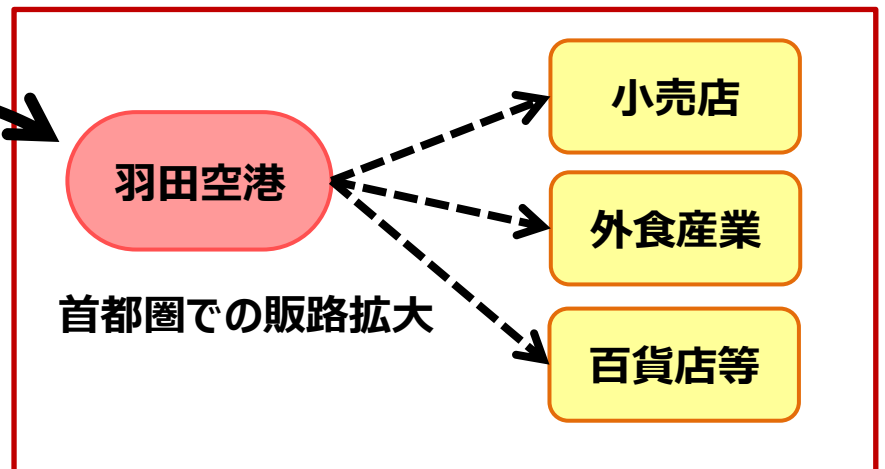 羽田空港
首都圏での販路拡大
小売店
外食産業
百貨店等